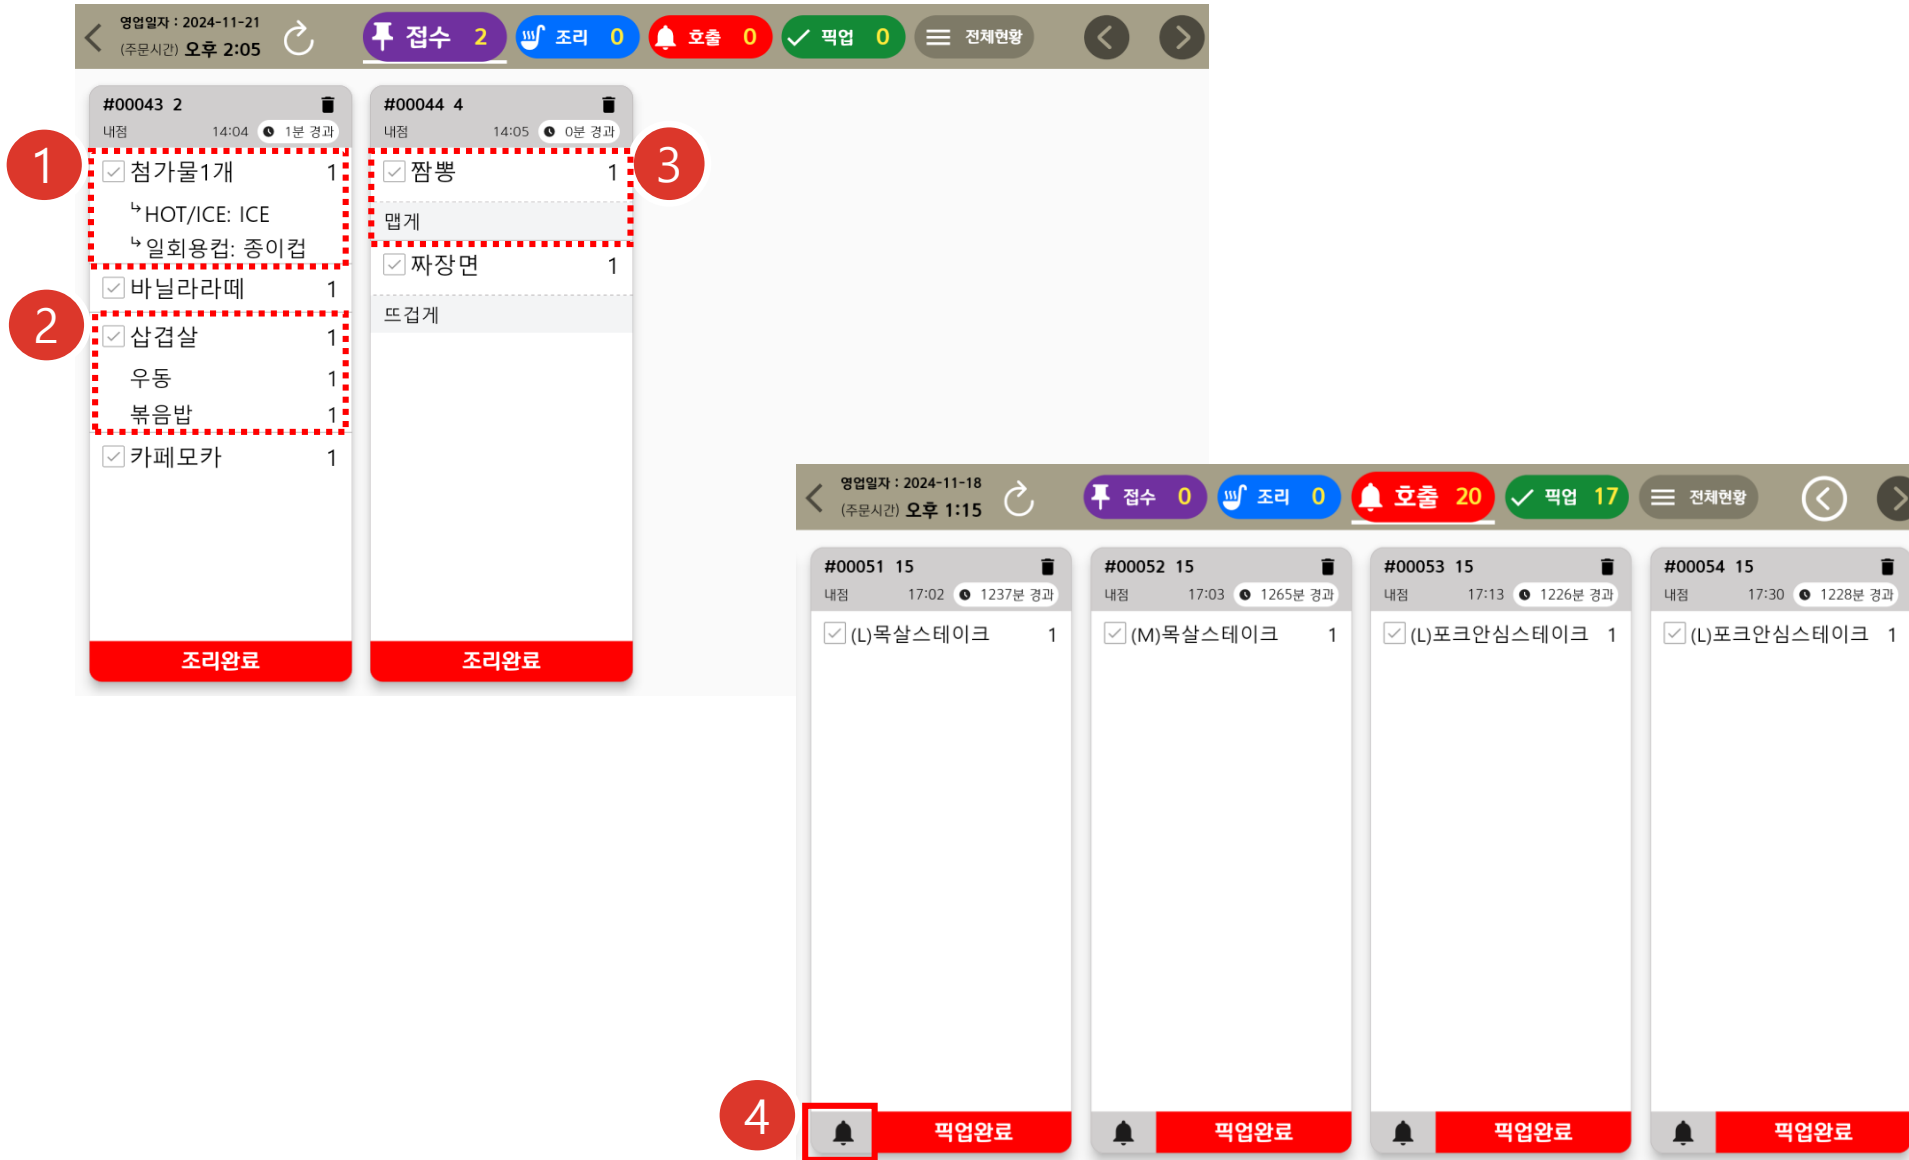 영업일자 : 2024-11-21
(주문시간) 오후 2:05
접수 2
조리 0
호출 0
픽업 0
전체현황
#00043 2
내점 14:04 1분 경과
1
첨가물1개 1
↳HOT/ICE: ICE
↳일회용컵: 종이컵
바닐라라떼 1
2
삽겹살 1
우동 1
볶음밥 1
카페모카 1
조리완료
#00044 4
내점 14:05 0분 경과
3
짬뽕 1
맵게
짜장면 1
뜨겁게
조리완료
영업일자 : 2024-11-18
(주문시간) 오후 1:15
접수 0
조리 0
호출 20
픽업 17
전체현황
#00051 15
내점 17:02 1237분 경과
(L)목살스테이크 1
4
픽업완료
#00052 15
내점 17:03 1265분 경과
(M)목살스테이크 1
픽업완료
#00053 15
내점 17:13 1226분 경과
(L)포크안심스테이크 1
픽업완료
#00054 15
내점 17:30 1228분 경과
(L)포크안심스테이크 1
픽업완료